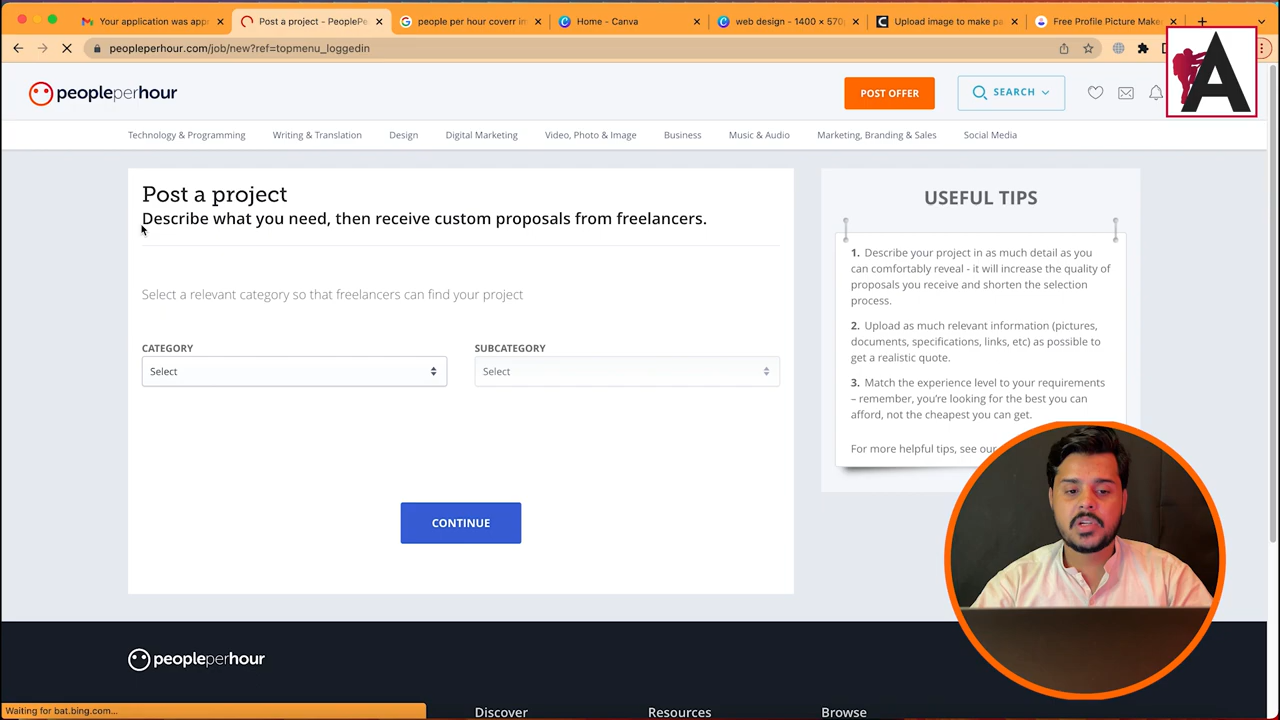 Your application was appr
Post a project - PeoplePe
people per hour coverr im
Home - Canva
web design - 1400 × 570
Upload image to make pa
Free Profile Picture Make
peopleperhour.com/job/new?ref=topmenu_loggedin
peopleperhour
POST OFFER
SEARCH
A
Technology & Programming
Writing & Translation
Design
Digital Marketing
Video, Photo & Image
Business
Music & Audio
Marketing, Branding & Sales
Social Media
Post a project
Describe what you need, then receive custom proposals from freelancers.
Select a relevant category so that freelancers can find your project
CATEGORY
SUBCATEGORY
Select
Select
CONTINUE
USEFUL TIPS
1. Describe your project in as much detail as you
can comfortably reveal - it will increase the quality of
proposals you receive and shorten the selection
process.
2. Upload as much relevant information (pictures,
documents, specifications, links, etc) as possible to
get a realistic quote.
3. Match the experience level to your requirements
– remember, you're looking for the best you can
afford, not the cheapest you can get.
For more helpful tips, see our
peopleperhour
Discover
Resources
Browse
Waiting for bat.bing.com...